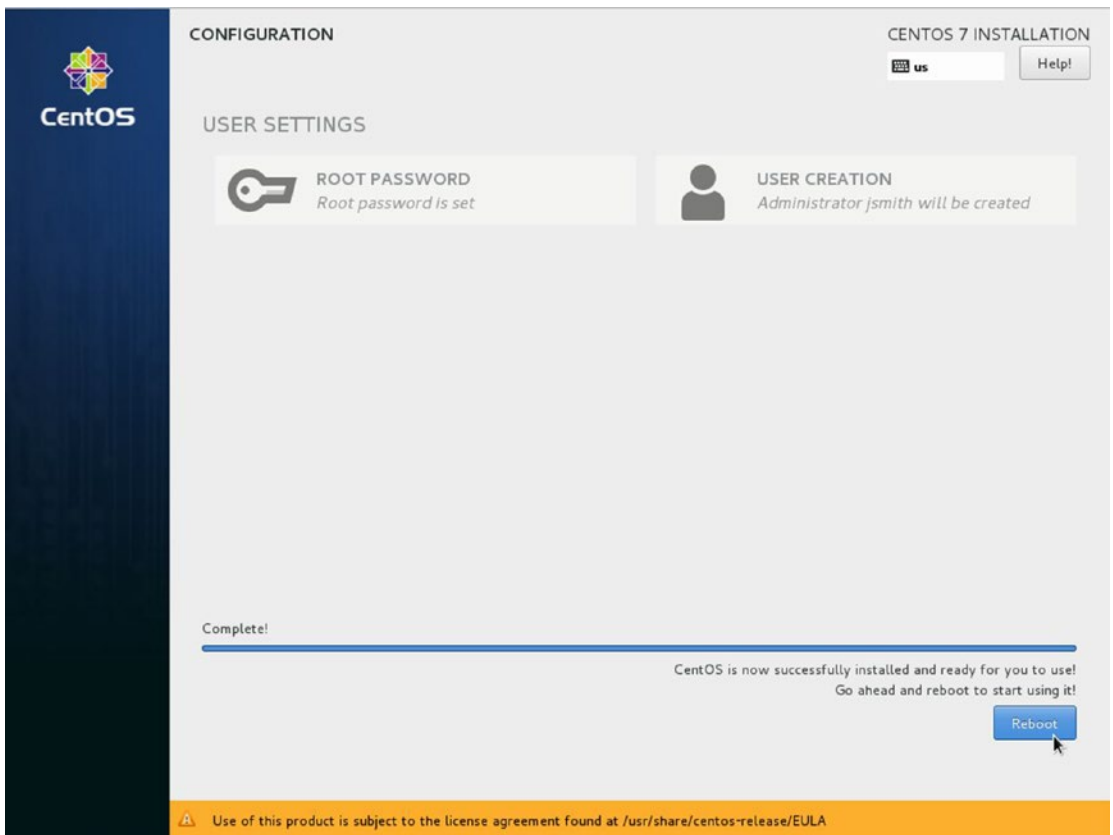 CentOS
CONFIGURATION
CENTOS 7 INSTALLATION
us
Help!
USER SETTINGS
ROOT PASSWORD
Root password is set
USER CREATION
Administrator jsmith will be created
Complete!
CentOS is now successfully installed and ready for you to use!
Go ahead and reboot to start using it!
Reboot
Use of this product is subject to the license agreement found at /usr/share/centos-release/EULA